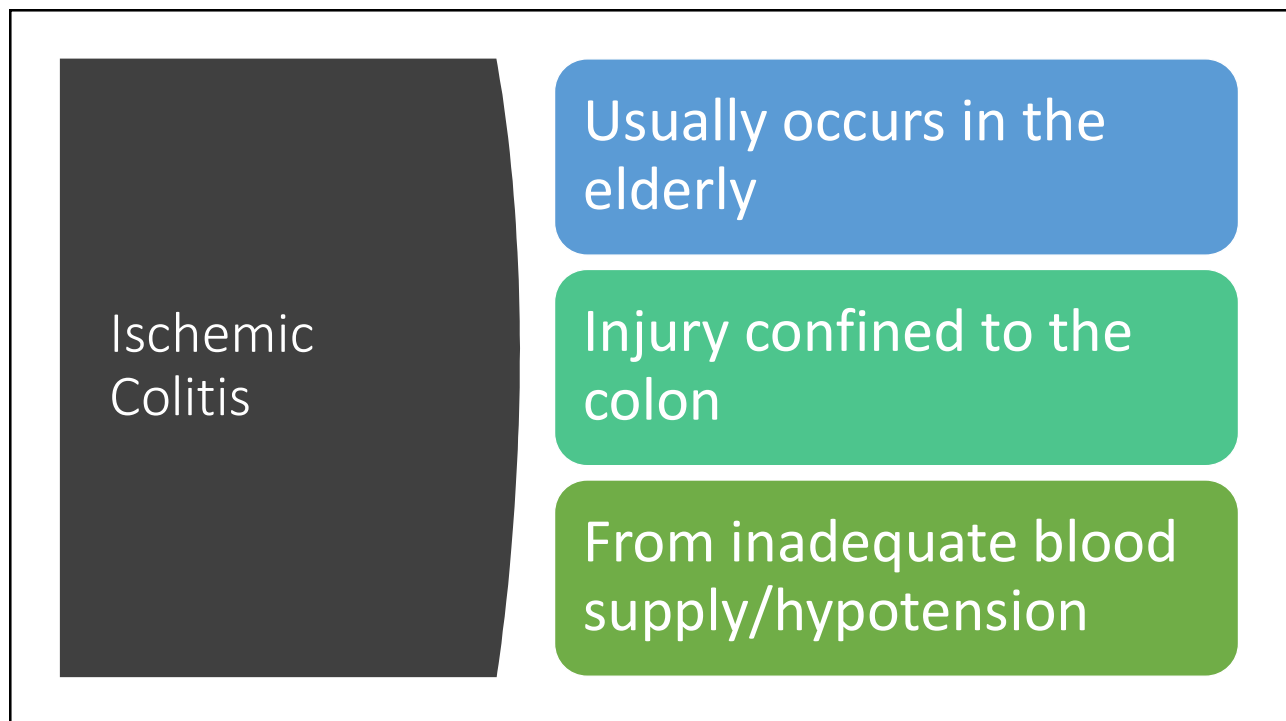 Ischemic
Colitis
Usually occurs in the
elderly
Injury confined to the
colon
From inadequate blood
supply/hypotension